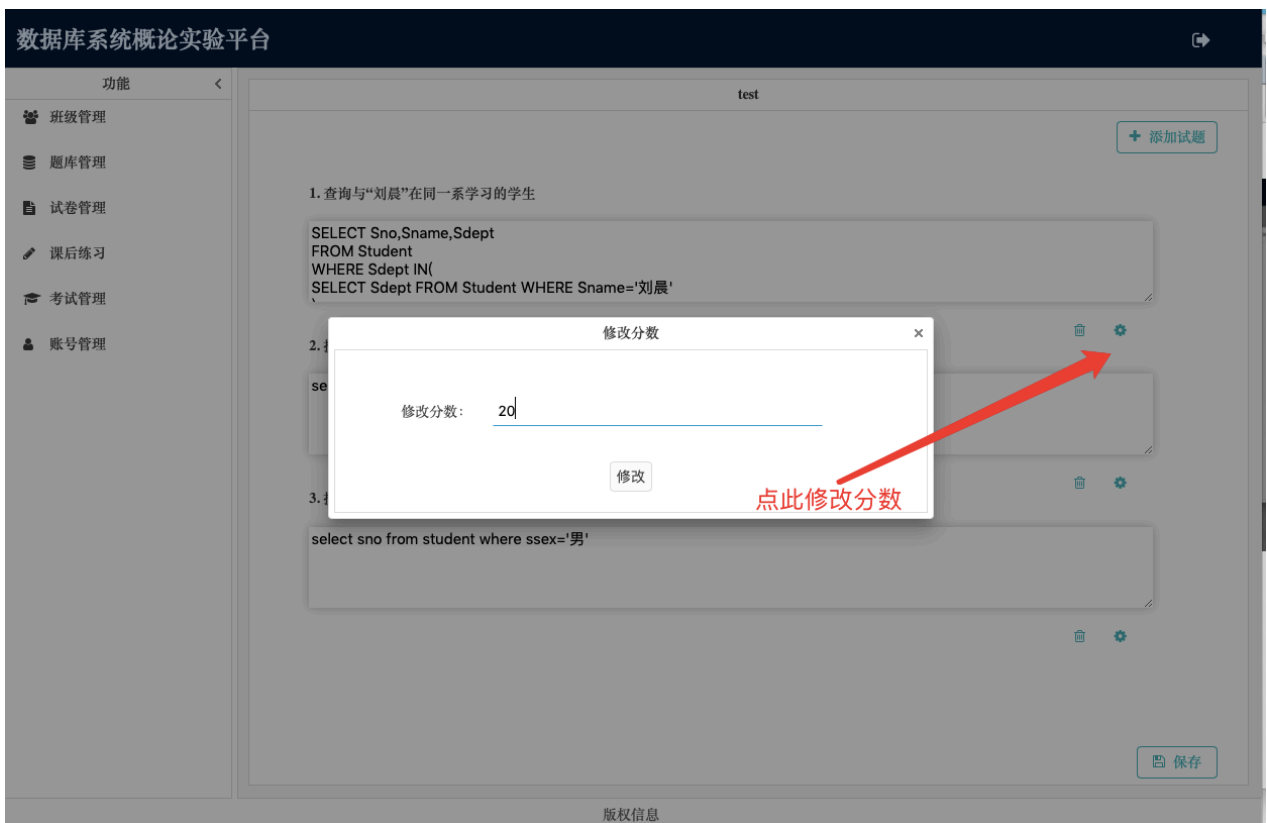 数据库系统概论实验平台
功能
班级管理
题库管理
试卷管理
课后练习
考试管理
账号管理
test
添加试题
1. 查询与“刘晨”在同一系学习的学生
SELECT Sno,Sname,Sdept
FROM Student
WHERE Sdept IN(
SELECT Sdept FROM Student WHERE Sname='刘晨'
2.
se
修改分数
×
修改分数:
20
修改
点此修改分数
3.
select sno from student where ssex='男'
保存
版权信息